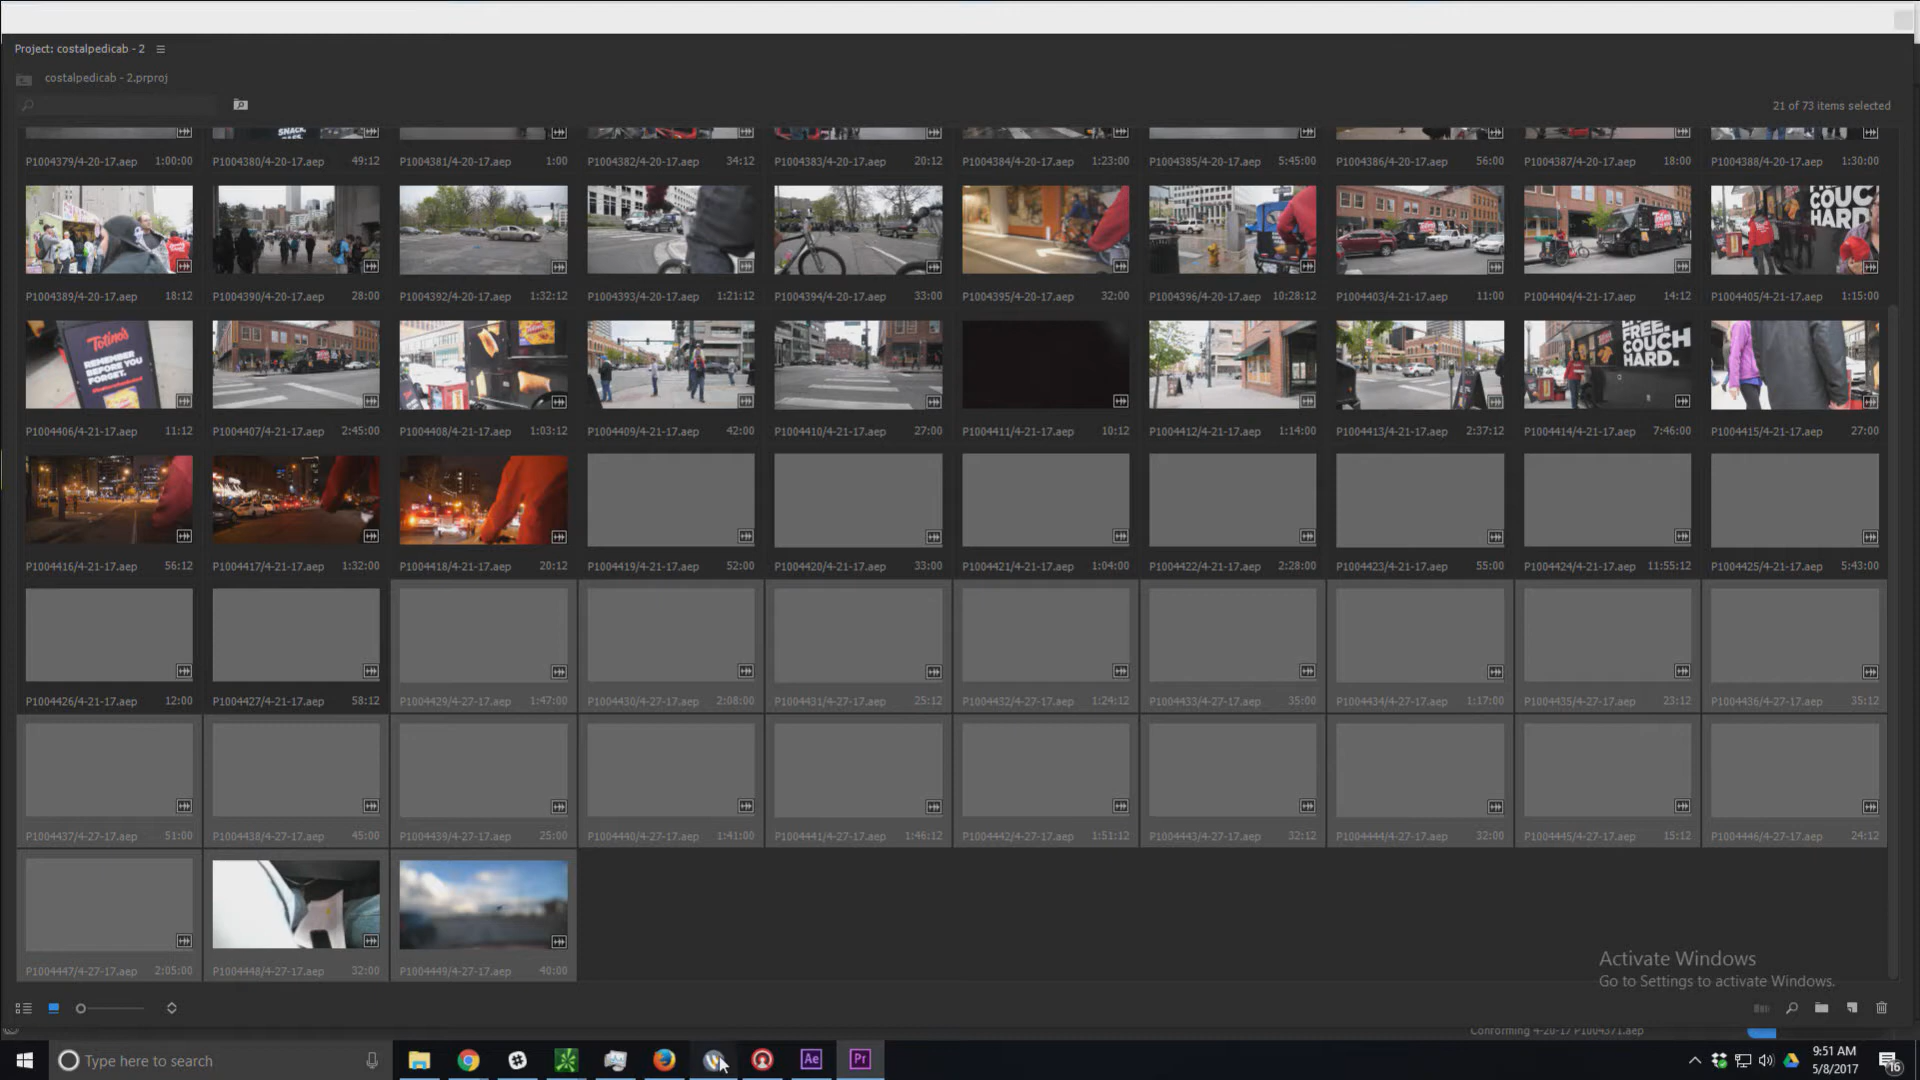 Project: costalpedicab - 2
costalpedicab - 2.prproj
21 of 73 items selected
SNACK
P1004379/4-20-17.aep 1:00:00 P1004380/4-20-17.aep 49:12 P1004381/4-20-17.aep 1:00 P1004382/4-20-17.aep 34:12 P1004383/4-20-17.aep 20:12 P1004384/4-20-17.aep 1:23:00 P1004385/4-20-17.aep 5:45:00 P1004386/4-20-17.aep 56:00 P1004387/4-20-17.aep 18:00 P1004388/4-20-17.aep 1:30:00
COUCH
HARD.
P1004389/4-20-17.aep 18:12 P1004390/4-20-17.aep 28:00 P1004392/4-20-17.aep 1:32:12 P1004393/4-20-17.aep 1:21:12 P1004394/4-20-17.aep 33:00 P1004395/4-20-17.aep 32:00 P1004396/4-20-17.aep 10:28:12 P1004403/4-21-17.aep 11:00 P1004404/4-21-17.aep 14:12 P1004405/4-21-17.aep 1:15:00
Totino's
REMEMBER
BEFORE YOU
FORGET.
FREE.
COUCH
HARD.
P1004406/4-21-17.aep 11:12 P1004407/4-21-17.aep 2:45:00 P1004408/4-21-17.aep 1:03:12 P1004409/4-21-17.aep 42:00 P1004410/4-21-17.aep 27:00 P1004411/4-21-17.aep 10:12 P1004412/4-21-17.aep 1:14:00 P1004413/4-21-17.aep 2:37:12 P1004414/4-21-17.aep 7:46:00 P1004415/4-21-17.aep 27:00
P1004416/4-21-17.aep 56:12 P1004417/4-21-17.aep 1:32:00 P1004418/4-21-17.aep 20:12 P1004419/4-21-17.aep 52:00 P1004420/4-21-17.aep 33:00 P1004421/4-21-17.aep 1:04:00 P1004422/4-21-17.aep 2:28:00 P1004423/4-21-17.aep 55:00 P1004424/4-21-17.aep 11:55:12 P1004425/4-21-17.aep 5:43:00
P1004426/4-21-17.aep 12:00 P1004427/4-21-17.aep 58:12 P1004429/4-27-17.aep 1:47:00 P1004430/4-27-17.aep 2:08:00 P1004431/4-27-17.aep 25:12 P1004432/4-27-17.aep 1:24:12 P1004433/4-27-17.aep 35:00 P1004434/4-27-17.aep 1:17:00 P1004435/4-27-17.aep 23:12 P1004436/4-27-17.aep 35:12
P1004437/4-27-17.aep 51:00 P1004438/4-27-17.aep 45:00 P1004439/4-27-17.aep 25:00 P1004440/4-27-17.aep 1:41:00 P1004441/4-27-17.aep 1:46:12 P1004442/4-27-17.aep 1:51:12 P1004443/4-27-17.aep 32:12 P1004444/4-27-17.aep 32:00 P1004445/4-27-17.aep 15:12 P1004446/4-27-17.aep 24:12
P1004447/4-27-17.aep 2:05:00 P1004448/4-27-17.aep 32:00 P1004449/4-27-17.aep 40:00
Activate Windows
Go to Settings to activate Windows.
Conforming 4-20-17 P1004371.aep
Type here to search
Ae
Pr
9:51 AM
5/8/2017
16